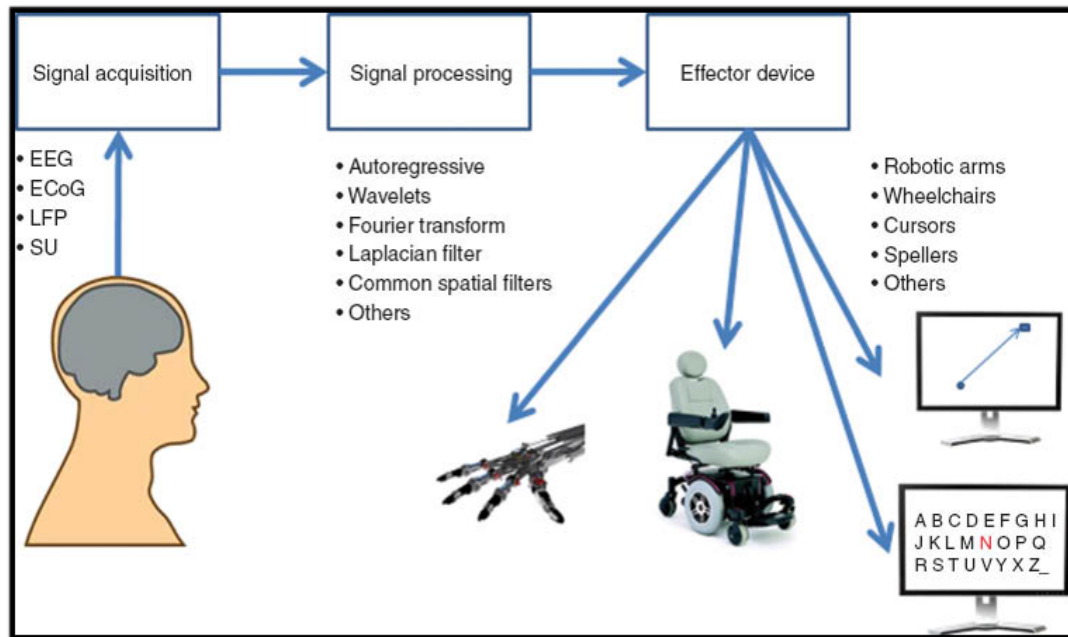 Signal acquisition
Signal processing
Effector device
• EEG
• ECoG
• LFP
• SU
• Autoregressive
• Wavelets
• Fourier transform
• Laplacian filter
• Common spatial filters
• Others
• Robotic arms
• Wheelchairs
• Cursors
• Spellers
• Others
A B C D E F G H I
J K L M N O P Q
R S T U V Y X Z _